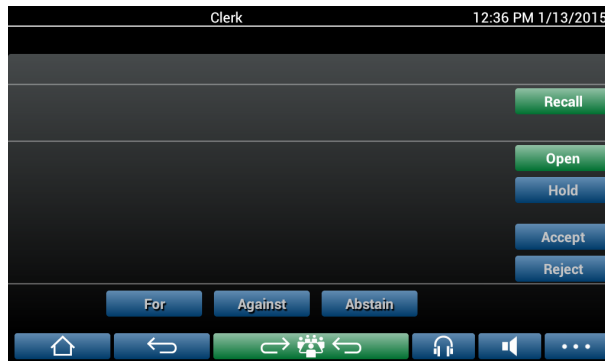 Clerk 12:36 PM 1/13/2015
Recall
Open
Hold
Accept
Reject
For Against Abstain